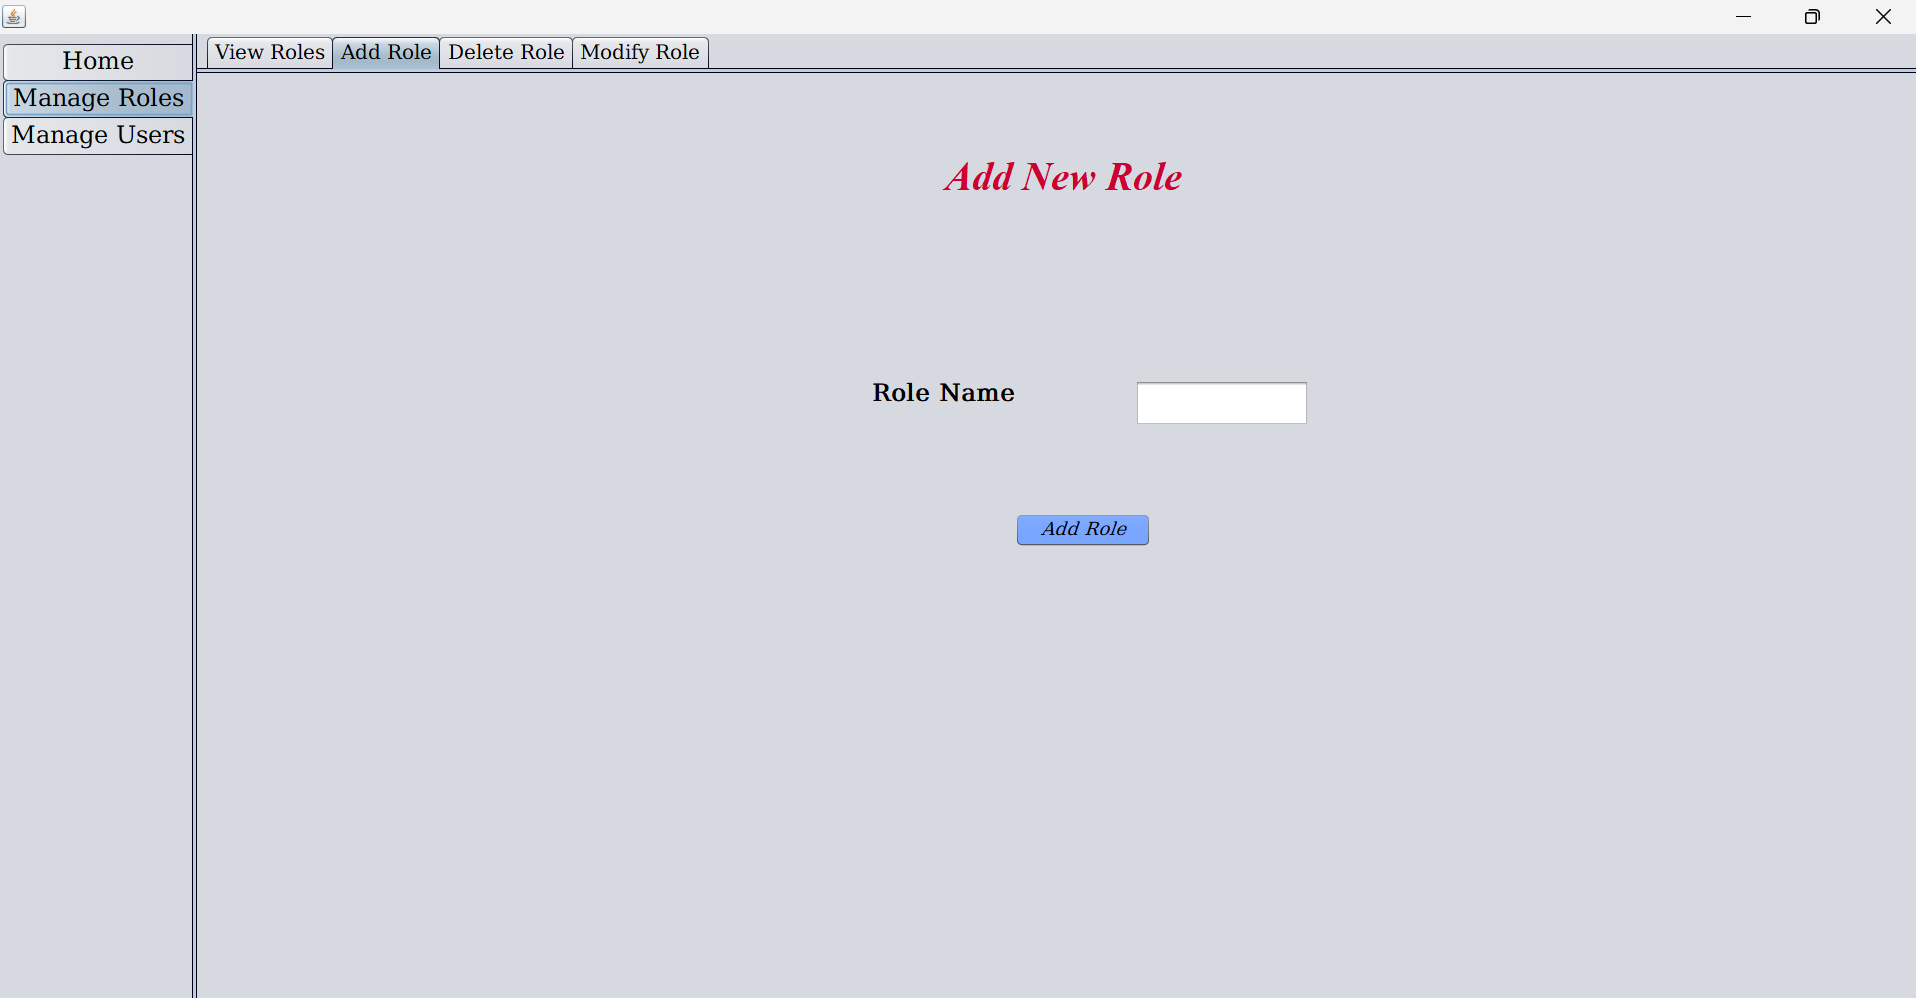 Home
Manage Roles
Manage Users
View Roles Add Role Delete Role Modify Role
Add New Role
Role Name
Add Role